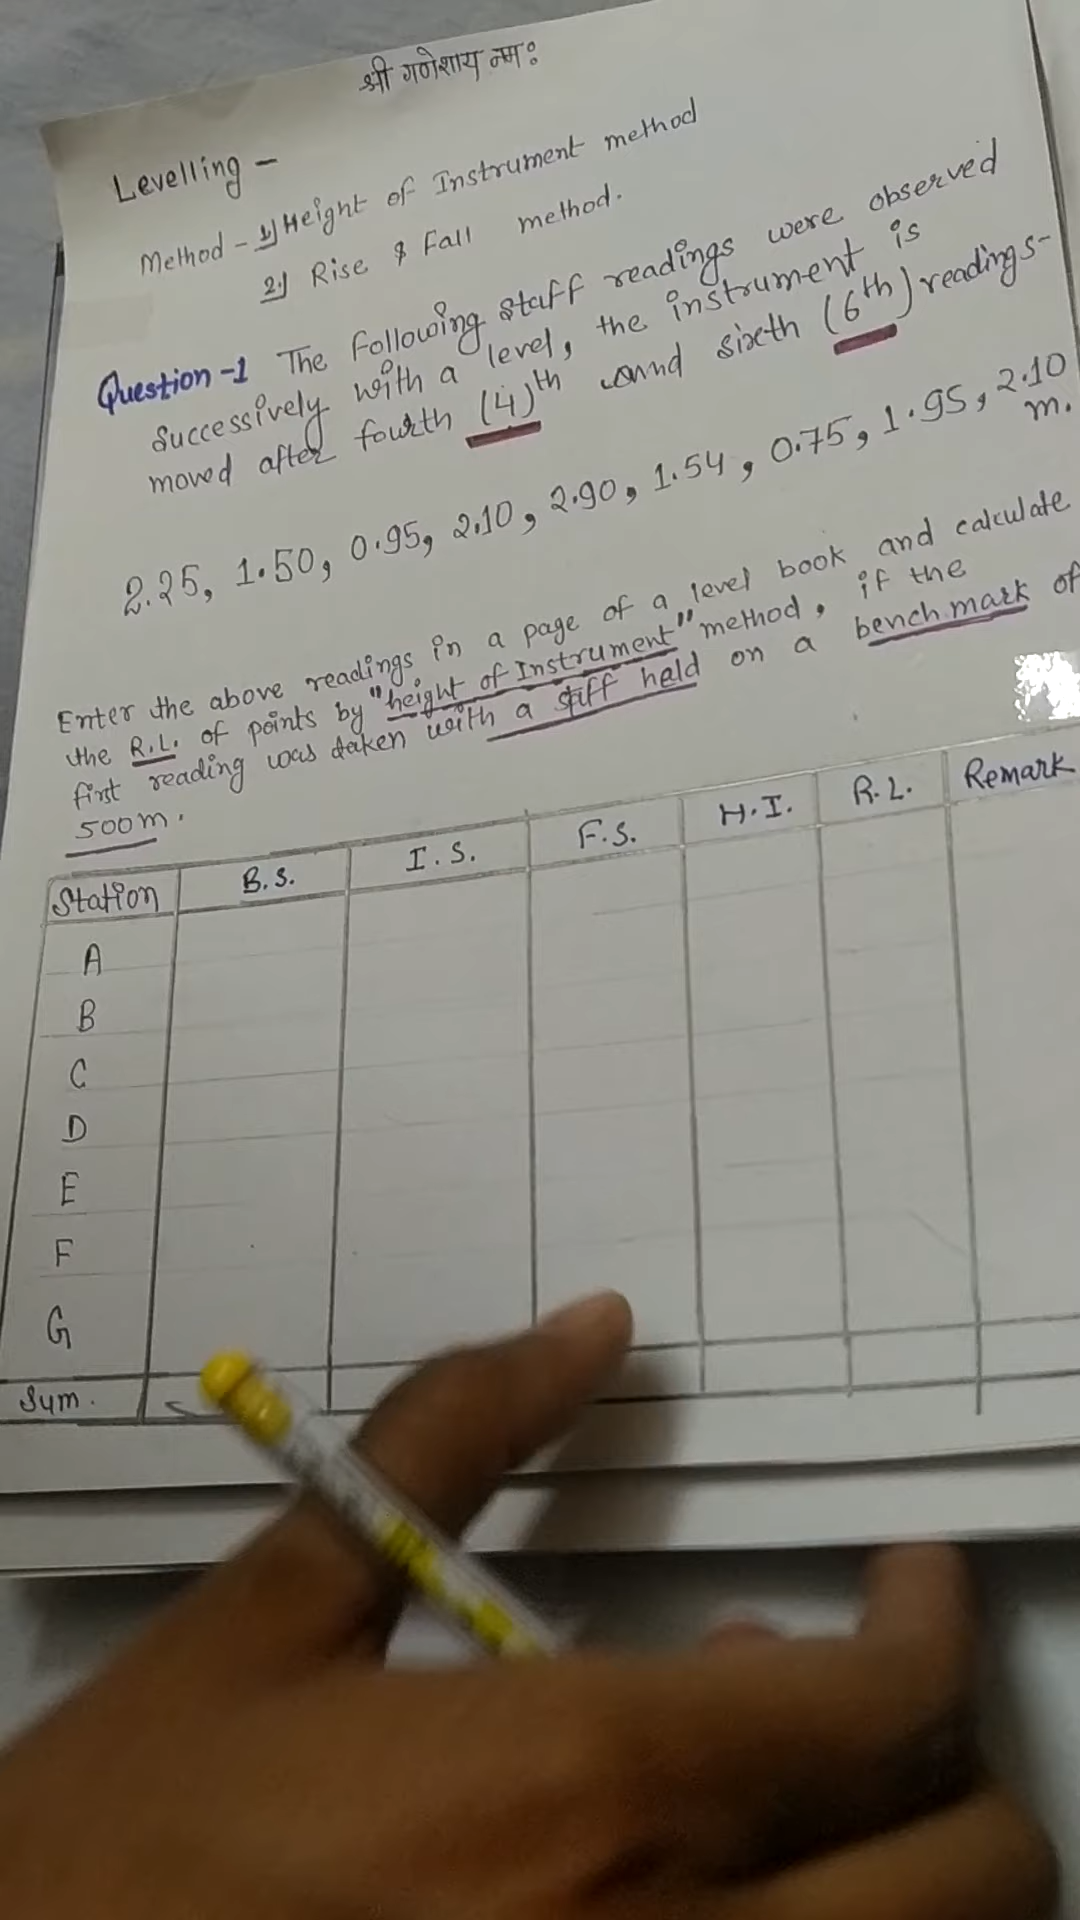 श्री गणेशाय नमः
Levelling -
Method - 1) Height of Instrument method
2) Rise & Fall method.
Question -1 The following staff readings were observed
successively with a level, the instrument is
moved after fourth (4)th and sixth (6th) readings-
2.25, 1.50, 0.95, 2.10, 2.90, 1.54, 0.75, 1.95, 2.10
m.
Enter the above readings in a page of a level book and calculate
the R.L. of points by "height of Instrument" method, if the
first reading was taken with a staff held on a bench mark of
500m.
Station B.S. I.S. F.S. H.I. R.L. Remark
A
B
C
D
E
F
G
Sum.